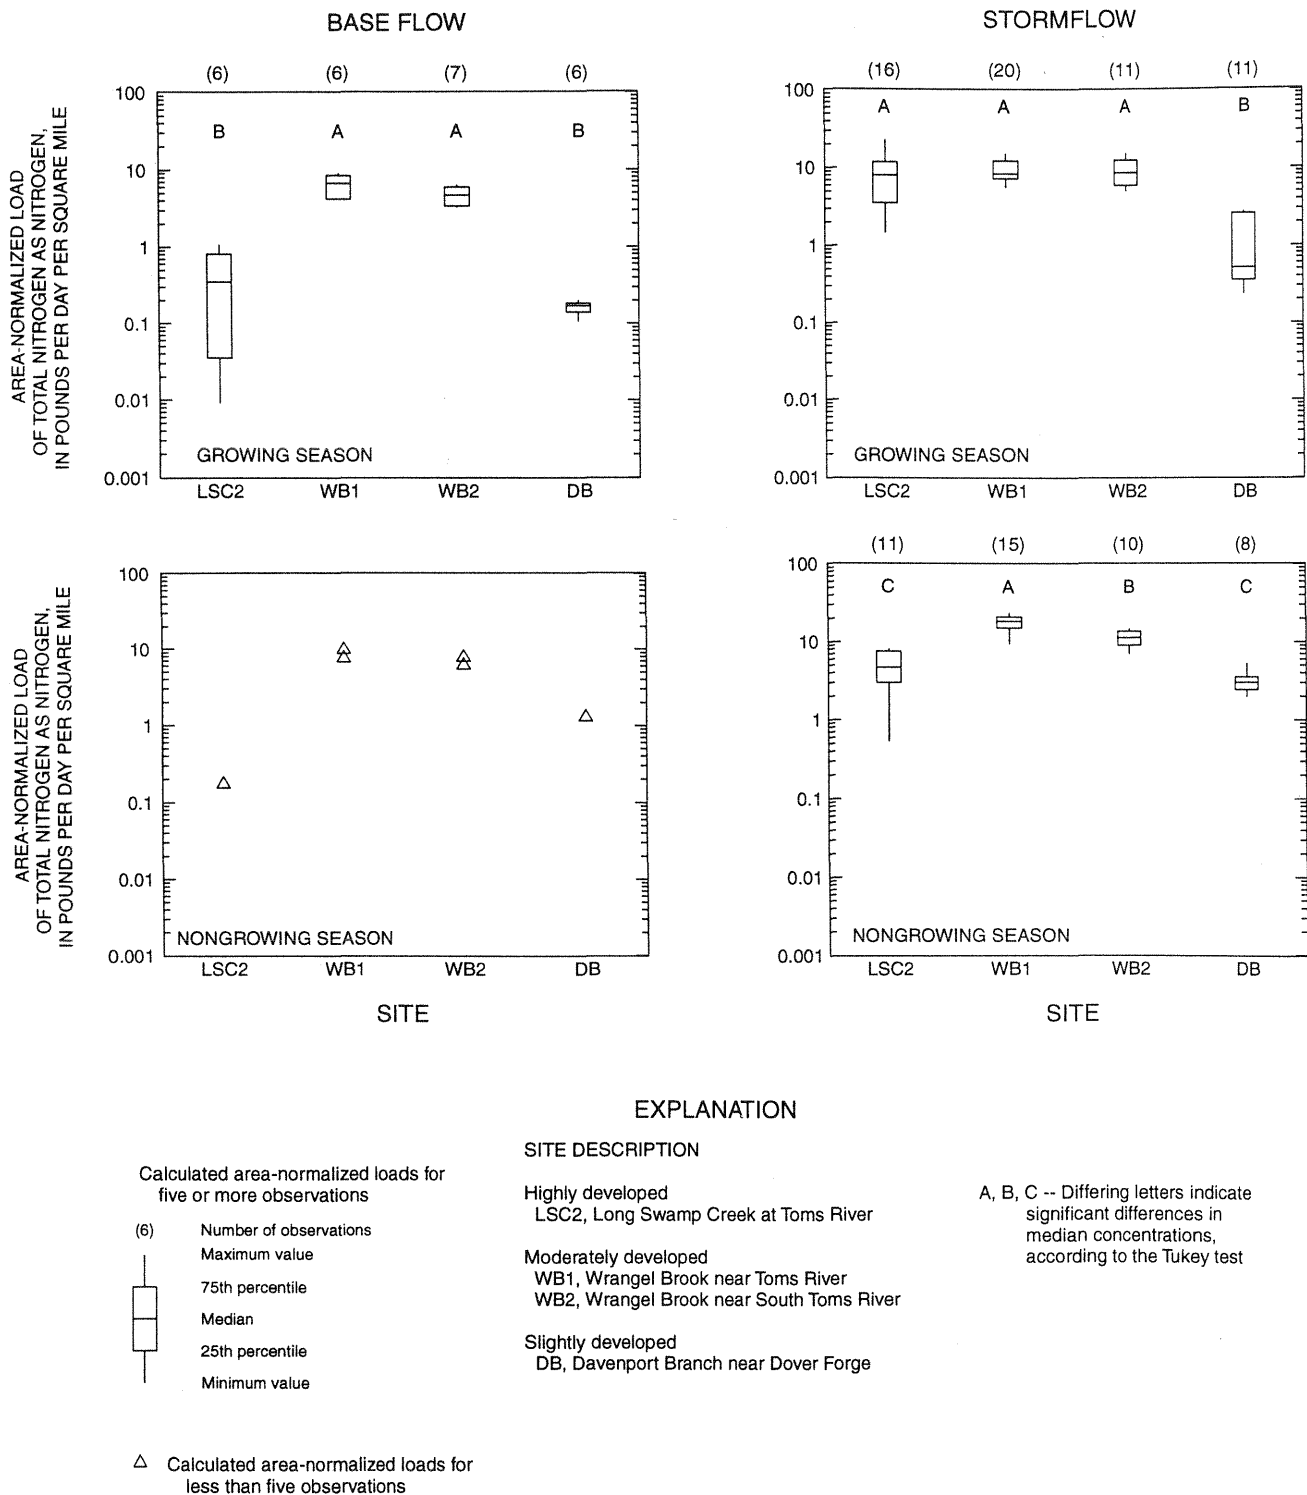 BASE FLOW
STORMFLOW
(6) (6) (7) (6)
(16) (20) (11) (11)
AREA-NORMALIZED LOAD
OF TOTAL NITROGEN AS NITROGEN,
IN POUNDS PER DAY PER SQUARE MILE
100
10
1
0.1
0.01
0.001
B A A B
GROWING SEASON
LSC2 WB1 WB2 DB
100
10
1
0.1
0.01
0.001
A A A B
GROWING SEASON
LSC2 WB1 WB2 DB
AREA-NORMALIZED LOAD
OF TOTAL NITROGEN AS NITROGEN,
IN POUNDS PER DAY PER SQUARE MILE
100
10
1
0.1
0.01
0.001
NONGROWING SEASON
LSC2 WB1 WB2 DB
SITE
(11) (15) (10) (8)
100
10
1
0.1
0.01
0.001
C A B C
NONGROWING SEASON
LSC2 WB1 WB2 DB
SITE
EXPLANATION
Calculated area-normalized loads for
five or more observations
(6) Number of observations
Maximum value
75th percentile
Median
25th percentile
Minimum value
Calculated area-normalized loads for
less than five observations
SITE DESCRIPTION
Highly developed
LSC2, Long Swamp Creek at Toms River
Moderately developed
WB1, Wrangel Brook near Toms River
WB2, Wrangel Brook near South Toms River
Slightly developed
DB, Davenport Branch near Dover Forge
A, B, C -- Differing letters indicate
significant differences in
median concentrations,
according to the Tukey test